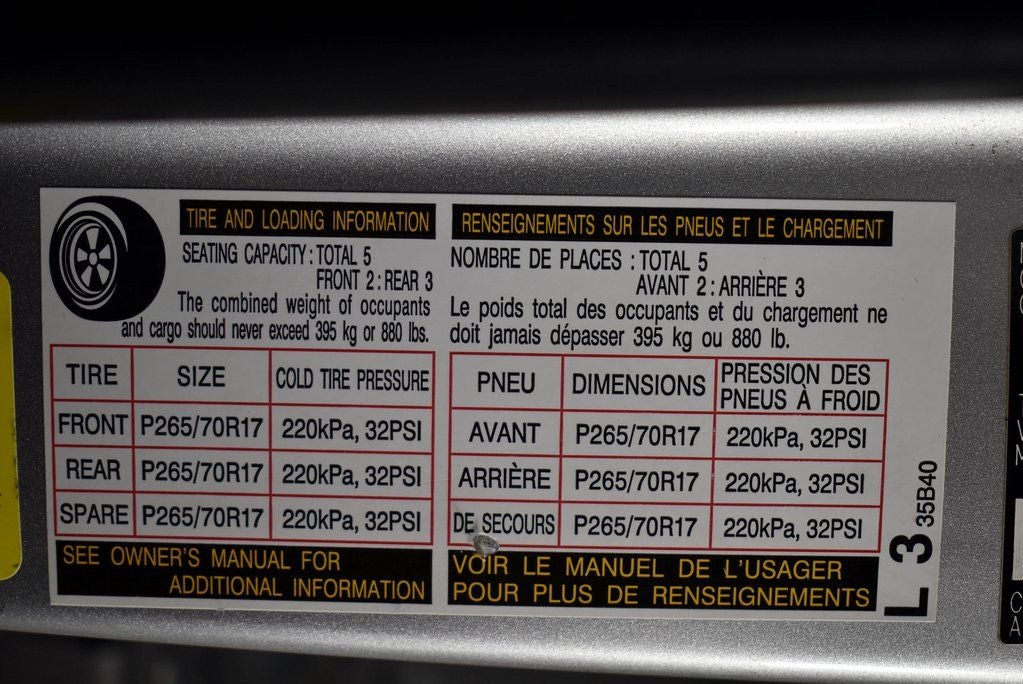 TIRE AND LOADING INFORMATION
SEATING CAPACITY : TOTAL 5
FRONT 2 : REAR 3
The combined weight of occupants
and cargo should never exceed 395 kg or 880 lbs.
TIRE SIZE COLD TIRE PRESSURE
FRONT P265/70R17 220kPa, 32PSI
REAR P265/70R17 220kPa, 32PSI
SPARE P265/70R17 220kPa, 32PSI
SEE OWNER'S MANUAL FOR
ADDITIONAL INFORMATION
RENSEIGNEMENTS SUR LES PNEUS ET LE CHARGEMENT
NOMBRE DE PLACES : TOTAL 5
AVANT 2 : ARRIÈRE 3
Le poids total des occupants et du chargement ne
doit jamais dépasser 395 kg ou 880 lb.
PNEU DIMENSIONS PRESSION DES
PNEUS À FROID
AVANT P265/70R17 220kPa, 32PSI
ARRIÈRE P265/70R17 220kPa, 32PSI
DE SECOURS P265/70R17 220kPa, 32PSI
VOIR LE MANUEL DE L'USAGER
POUR PLUS DE RENSEIGNEMENTS
L 3
35B40